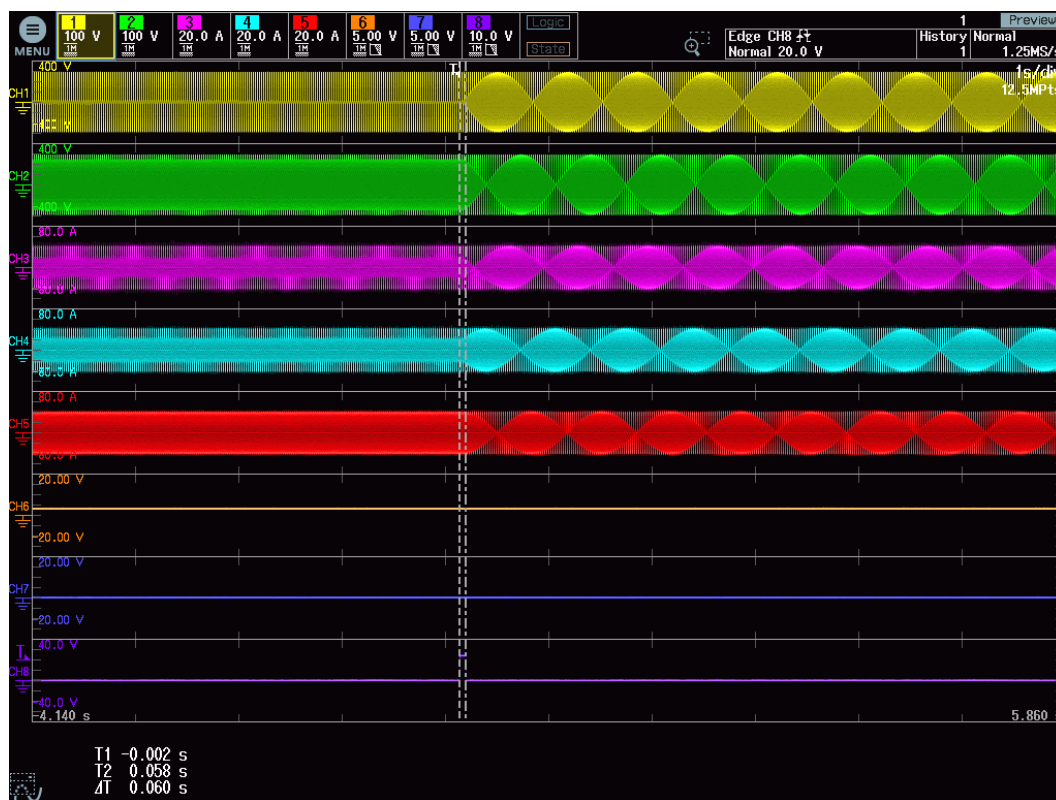 MENU
1 100 V 1M
2 100 V 1M
3 20.0 A 1M
4 20.0 A 1M
5 20.0 A 1M
6 5.00 V 1M
7 5.00 V 1M
8 10.0 V 1M
Logic
State
1 Preview
Edge CH8
Normal 20.0 V
History Normal
1 1.25MS/s
1s/div
12.5MPts
T
400 V
CH1
-400 V
400 V
CH2
-400 V
80.0 A
CH3
-80.0 A
80.0 A
CH4
-80.0 A
80.0 A
CH5
-80.0 A
20.00 V
CH6
-20.00 V
20.00 V
CH7
-20.00 V
40.0 V
T
CH8
-40.0 V
-4.140 s 5.860
T1 -0.002 s
T2 0.058 s
ΔT 0.060 s